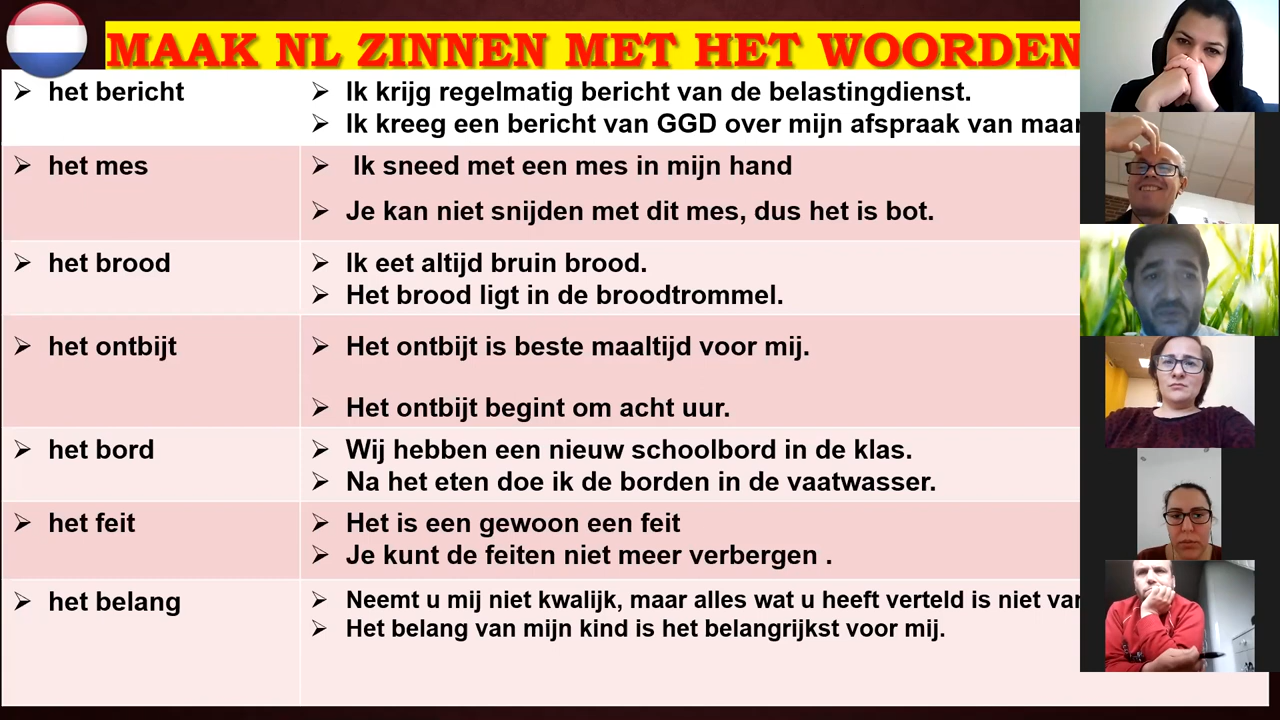 MAAK NL ZINNEN MET HET WOORDEN
het bericht
Ik krijg regelmatig bericht van de belastingdienst.
Ik kreeg een bericht van GGD over mijn afspraak van
het mes
Ik sneed met een mes in mijn hand
Je kan niet snijden met dit mes, dus het is bot.
het brood
Ik eet altijd bruin brood.
Het brood ligt in de broodtrommel.
het ontbijt
Het ontbijt is beste maaltijd voor mij.
Het ontbijt begint om acht uur.
het bord
Wij hebben een nieuw schoolbord in de klas.
Na het eten doe ik de borden in de vaatwasser.
het feit
Het is een gewoon een feit
Je kunt de feiten niet meer verbergen .
het belang
Neemt u mij niet kwalijk, maar alles wat u heeft verteld is niet
Het belang van mijn kind is het belangrijkst voor mij.